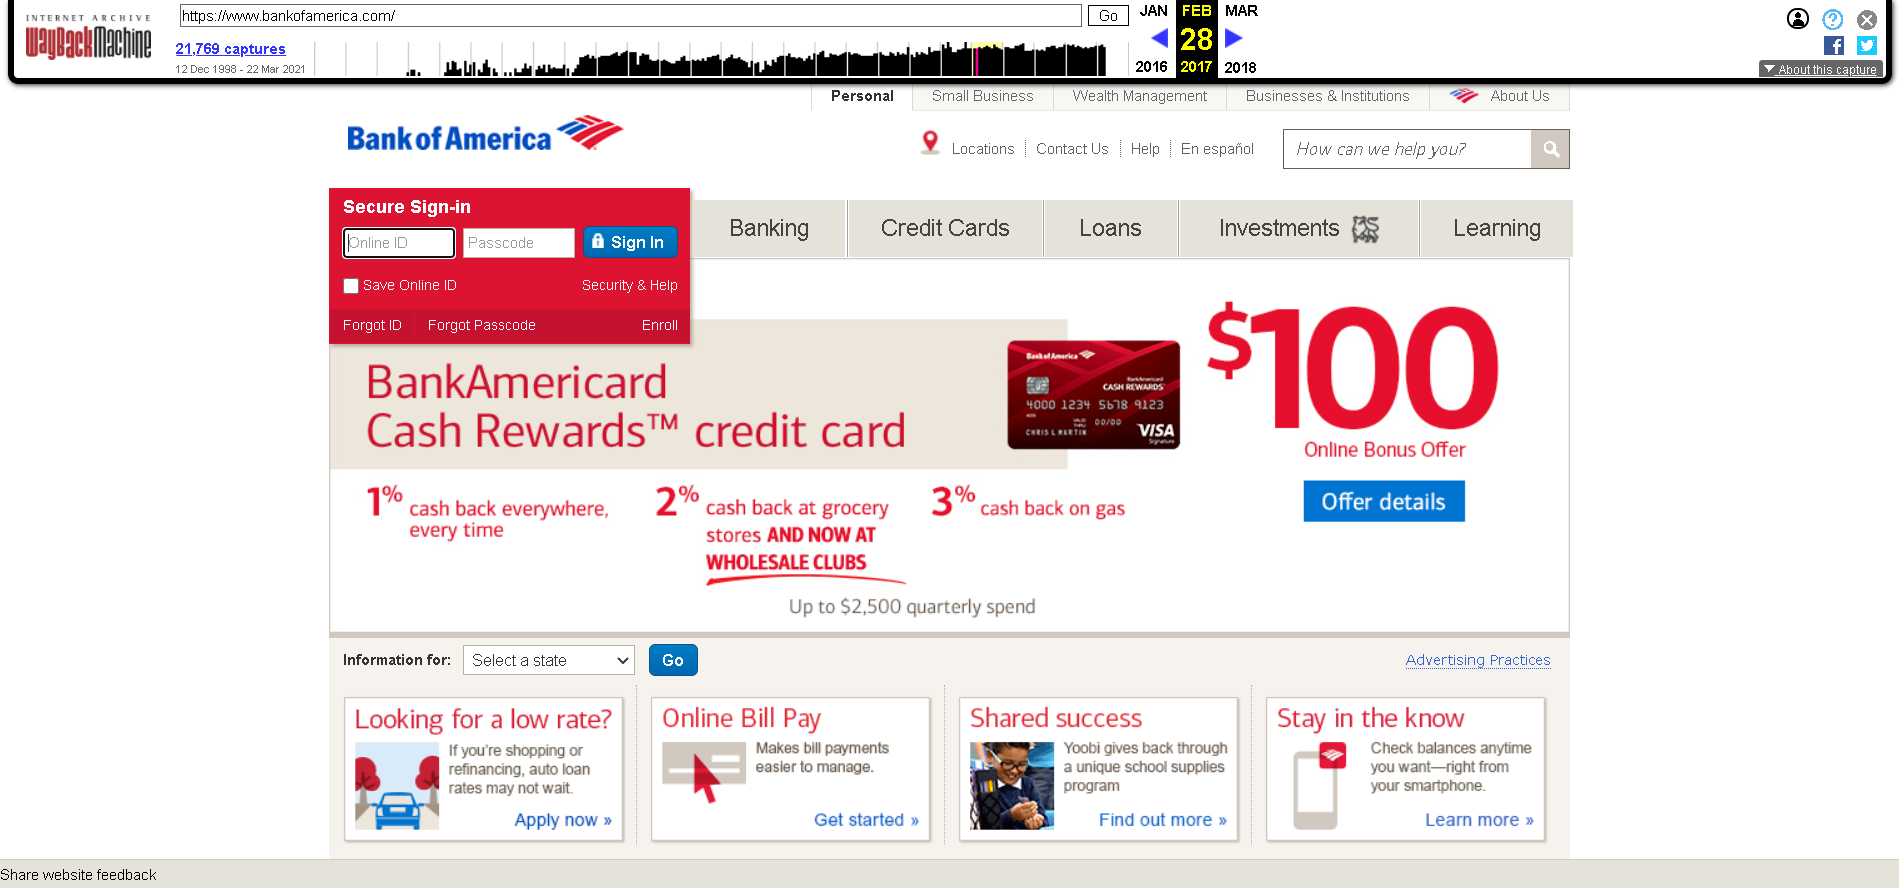 INTERNET ARCHIVE
WayBackMachine
https://www.bankofamerica.com/
Go
JAN
FEB
MAR
21,769 captures
28
12 Dec 1998 - 22 Mar 2021
2016
2017
2018
About this capture
Personal
Small Business
Wealth Management
Businesses & Institutions
About Us
Bank of America
Locations
Contact Us
Help
En español
How can we help you?
Secure Sign-in
Online ID
Passcode
Sign In
Save Online ID
Security & Help
Forgot ID
Forgot Passcode
Enroll
Banking
Credit Cards
Loans
Investments
Learning
BankAmericard
Cash Rewards™ credit card
Bank of America
BankAmericard
CASH REWARDS™
4000 1234 5678 9123
4000
VALID
THRU
00/00
CHRIS L MARTIN
VISA
Signature
$100
Online Bonus Offer
Offer details
1% cash back everywhere,
every time
2% cash back at grocery
stores AND NOW AT
WHOLESALE CLUBS
3% cash back on gas
Up to $2,500 quarterly spend
Information for:
Select a state
Go
Advertising Practices
Looking for a low rate?
If you're shopping or
refinancing, auto loan
rates may not wait.
Apply now »
Online Bill Pay
Makes bill payments
easier to manage.
Get started »
Shared success
Yoobi gives back through
a unique school supplies
program
Find out more »
Stay in the know
Check balances anytime
you want—right from
your smartphone.
Learn more »
Share website feedback